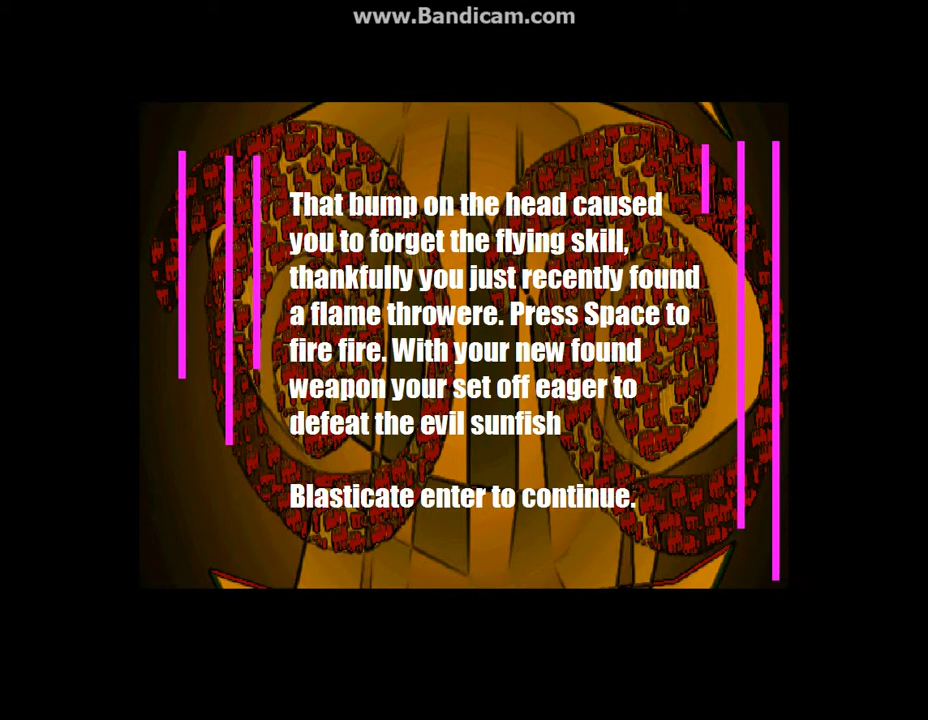 www.Bandicam.com
That bump on the head caused
you to forget the flying skill,
thankfully you just recently found
a flame throwere. Press Space to
fire fire. With your new found
weapon your set off eager to
defeat the evil sunfish
Blasticate enter to continue.